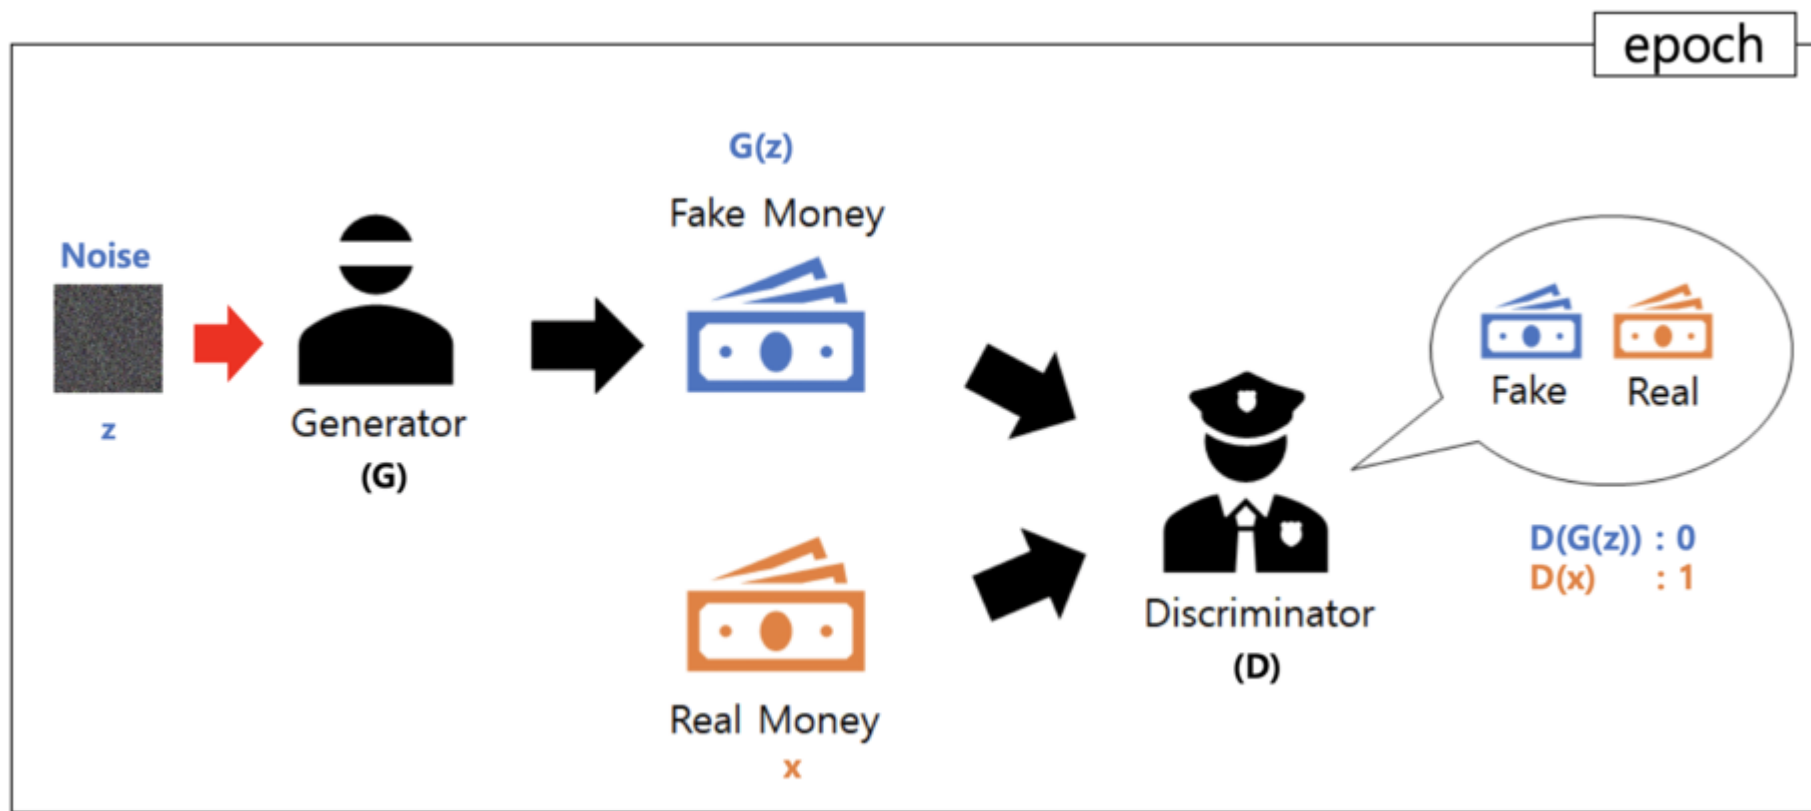 epoch
G(z)
Fake Money
Noise
z
Generator
(G)
Real Money
x
Discriminator
(D)
Fake Real
D(G(z)) : 0
D(x) : 1